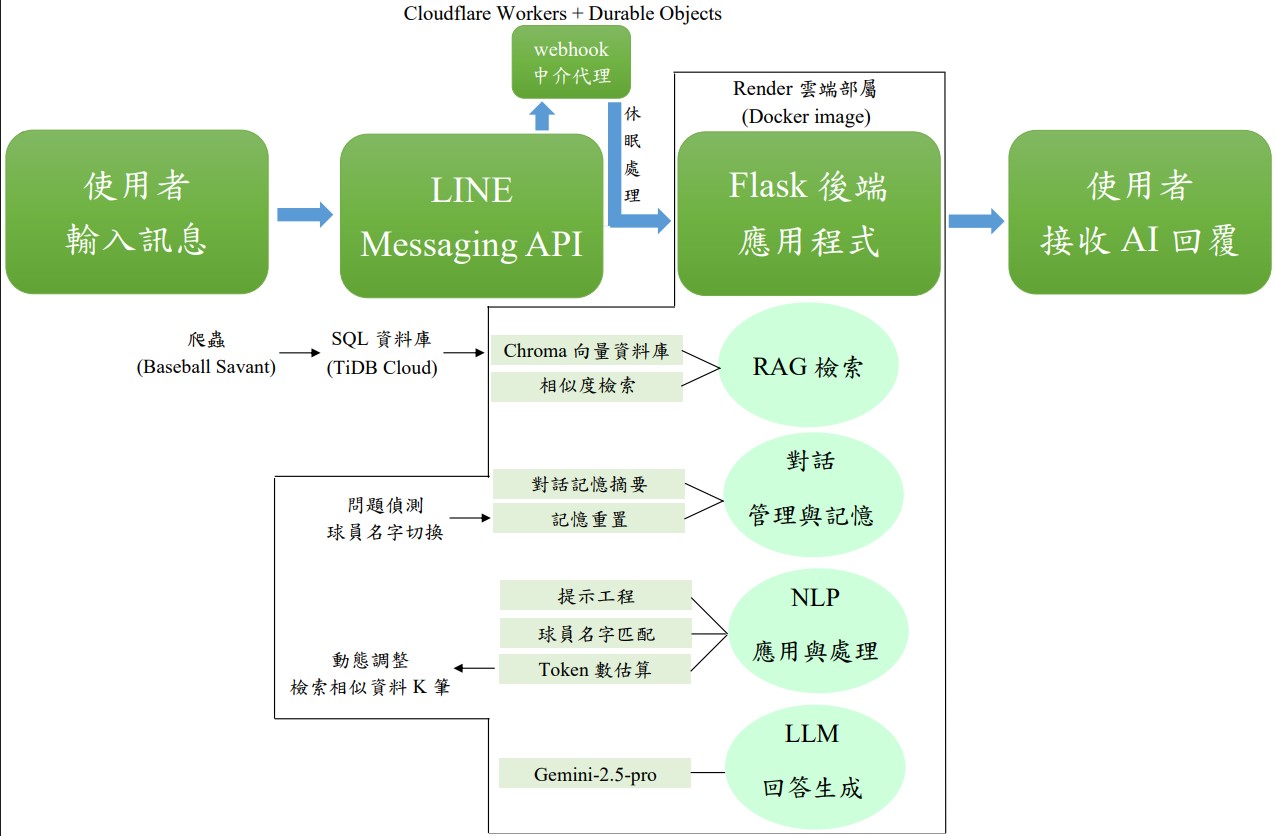 Cloudflare Workers + Durable Objects
webhook
中介代理
休
眠
處
理
Render 雲端部屬
(Docker image)
使用者
輸入訊息
LINE
Messaging API
Flask 後端
應用程式
使用者
接收 AI 回覆
爬蟲
(Baseball Savant)
SQL 資料庫
(TiDB Cloud)
Chroma 向量資料庫
相似度檢索
RAG 檢索
問題偵測
球員名字切換
對話記憶摘要
記憶重置
對話
管理與記憶
動態調整
檢索相似資料 K 筆
提示工程
球員名字匹配
Token 數估算
NLP
應用與處理
Gemini-2.5-pro
LLM
回答生成